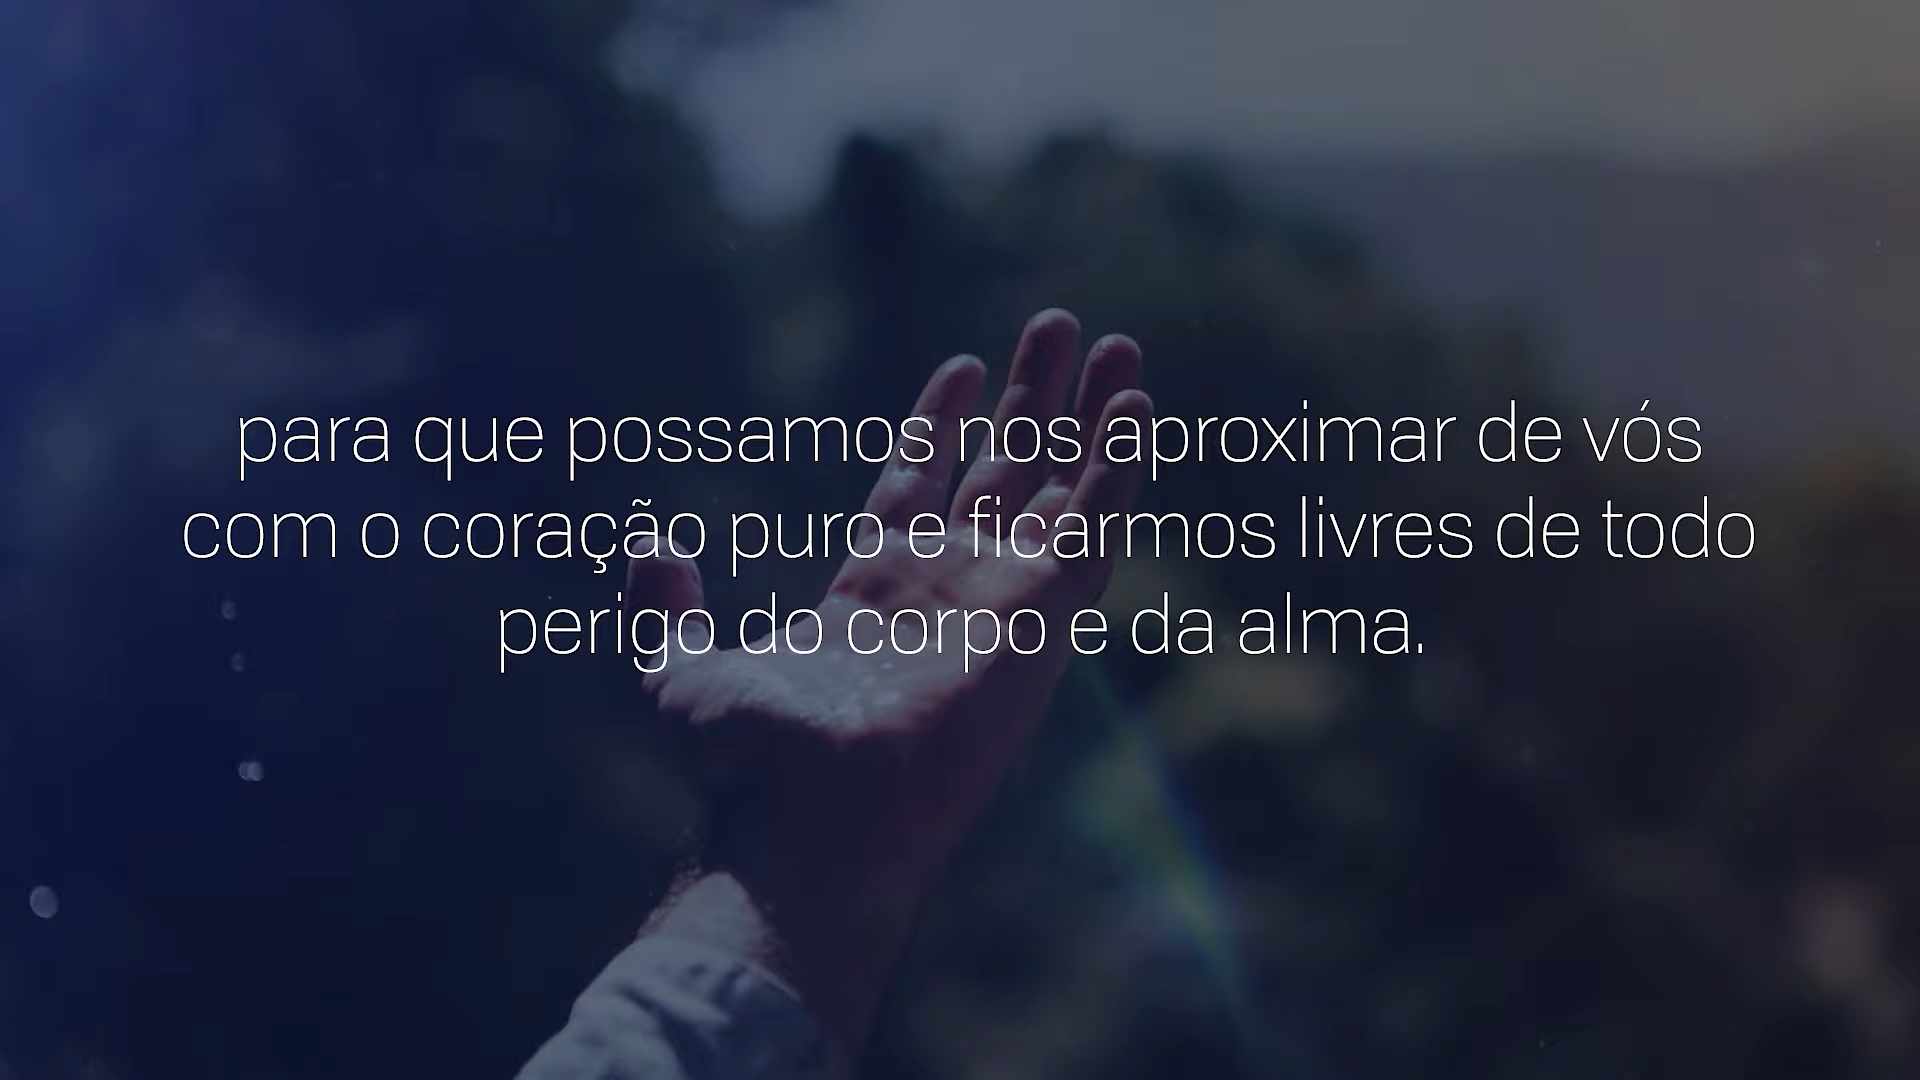 para que possamos nos aproximar de vós
com o coração puro e ficarmos livres de todo
perigo do corpo e da alma.